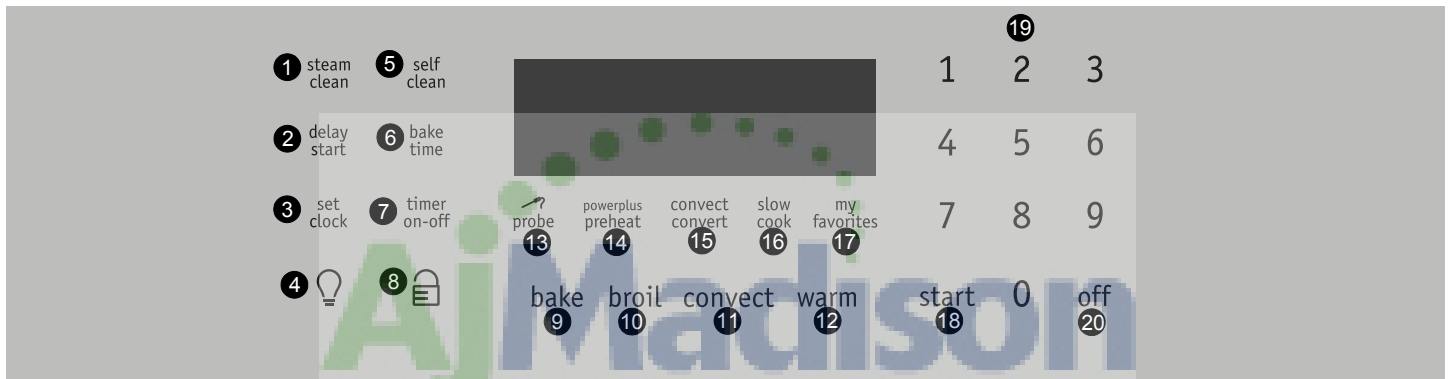 19
1 steam clean
5 self clean
1 2 3
2 delay start
6 bake time
4 5 6
3 set clock
7 timer on-off
probe
13
powerplus preheat
14
convect convert
15
slow cook
16
my favorites
17
7 8 9
4
8
bake
9
broil
10
convect
11
warm
12
start
18
0
off
20
AjMadison